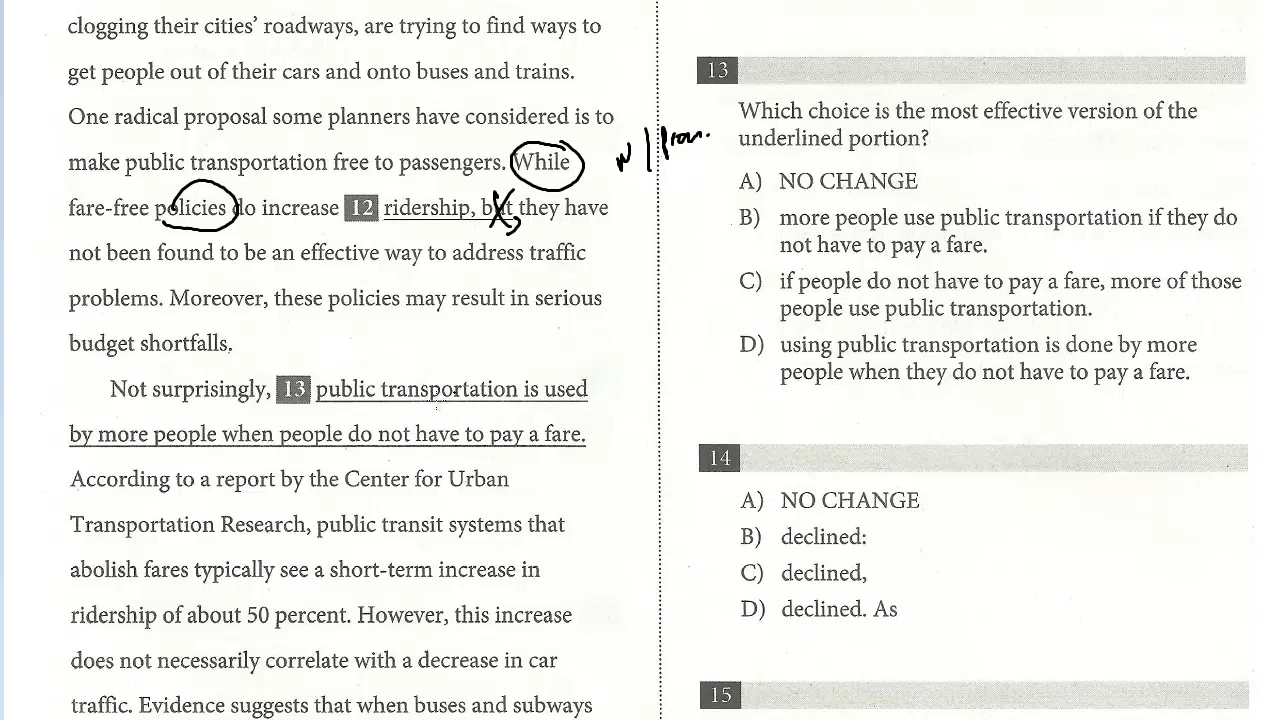 clogging their cities’ roadways, are trying to find ways to
get people out of their cars and onto buses and trains.
One radical proposal some planners have considered is to
make public transportation free to passengers. While
fare-free policies do increase 12 ridership, but they have
not been found to be an effective way to address traffic
problems. Moreover, these policies may result in serious
budget shortfalls.
Not surprisingly, 13 public transportation is used
by more people when people do not have to pay a fare.
According to a report by the Center for Urban
Transportation Research, public transit systems that
abolish fares typically see a short-term increase in
ridership of about 50 percent. However, this increase
does not necessarily correlate with a decrease in car
traffic. Evidence suggests that when buses and subways
13
Which choice is the most effective version of the
underlined portion?
A) NO CHANGE
B) more people use public transportation if they do
not have to pay a fare.
C) if people do not have to pay a fare, more of those
people use public transportation.
D) using public transportation is done by more
people when they do not have to pay a fare.
14
A) NO CHANGE
B) declined:
C) declined,
D) declined. As
15